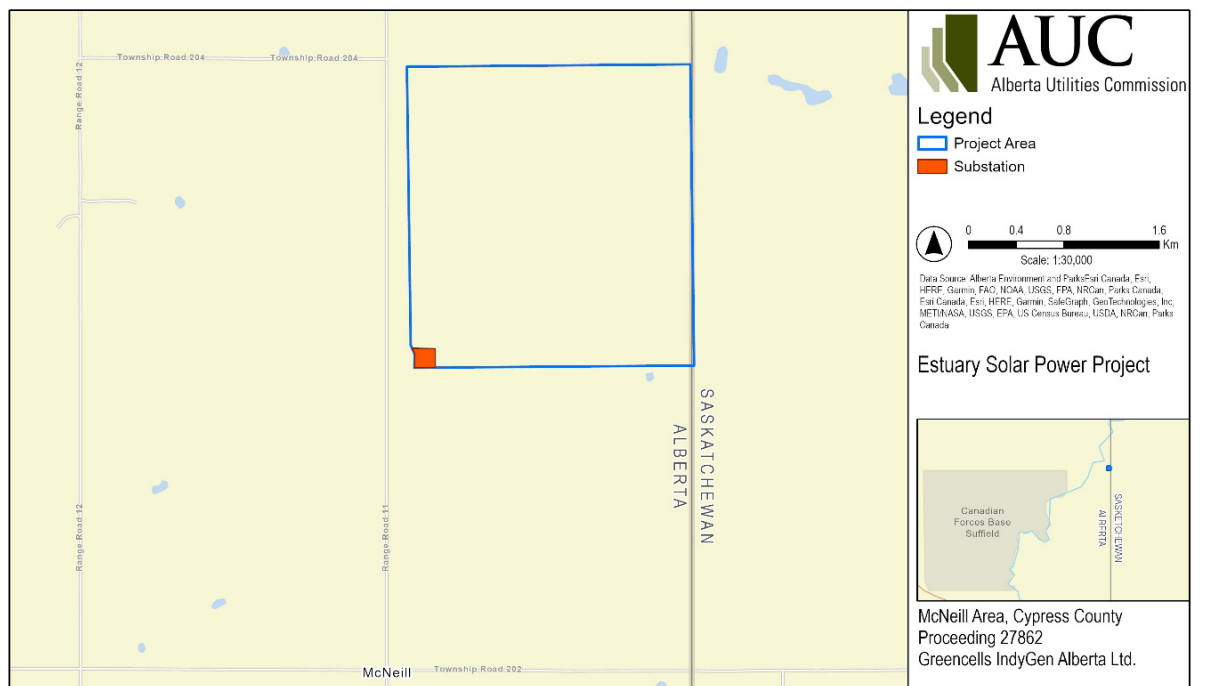 Township Road 204
Township Road 204
Range Road 12
Range Road 12
Range Road 11
SASKATCHEWAN
ALBERTA
McNeill
Township Road 202
AUC
Alberta Utilities Commission
Legend
Project Area
Substation
0 0.4 0.8 1.6
Km
Scale: 1:30,000
Data Source: Alberta Environment and ParksEsri Canada, Esri,
HERE, Garmin, FAO, NOAA, USGS, EPA, NRCan, Parks Canada,
Esri Canada, Esri, HERE, Garmin, SafeGraph, GeoTechnologies, Inc,
METI/NASA, USGS, EPA, US Census Bureau, USDA, NRCan, Parks
Canada
Estuary Solar Power Project
Canadian
Forces Base
Suffield
SASKETCHEWAN
ALBERTA
McNeill Area, Cypress County
Proceeding 27862
Greencells IndyGen Alberta Ltd.